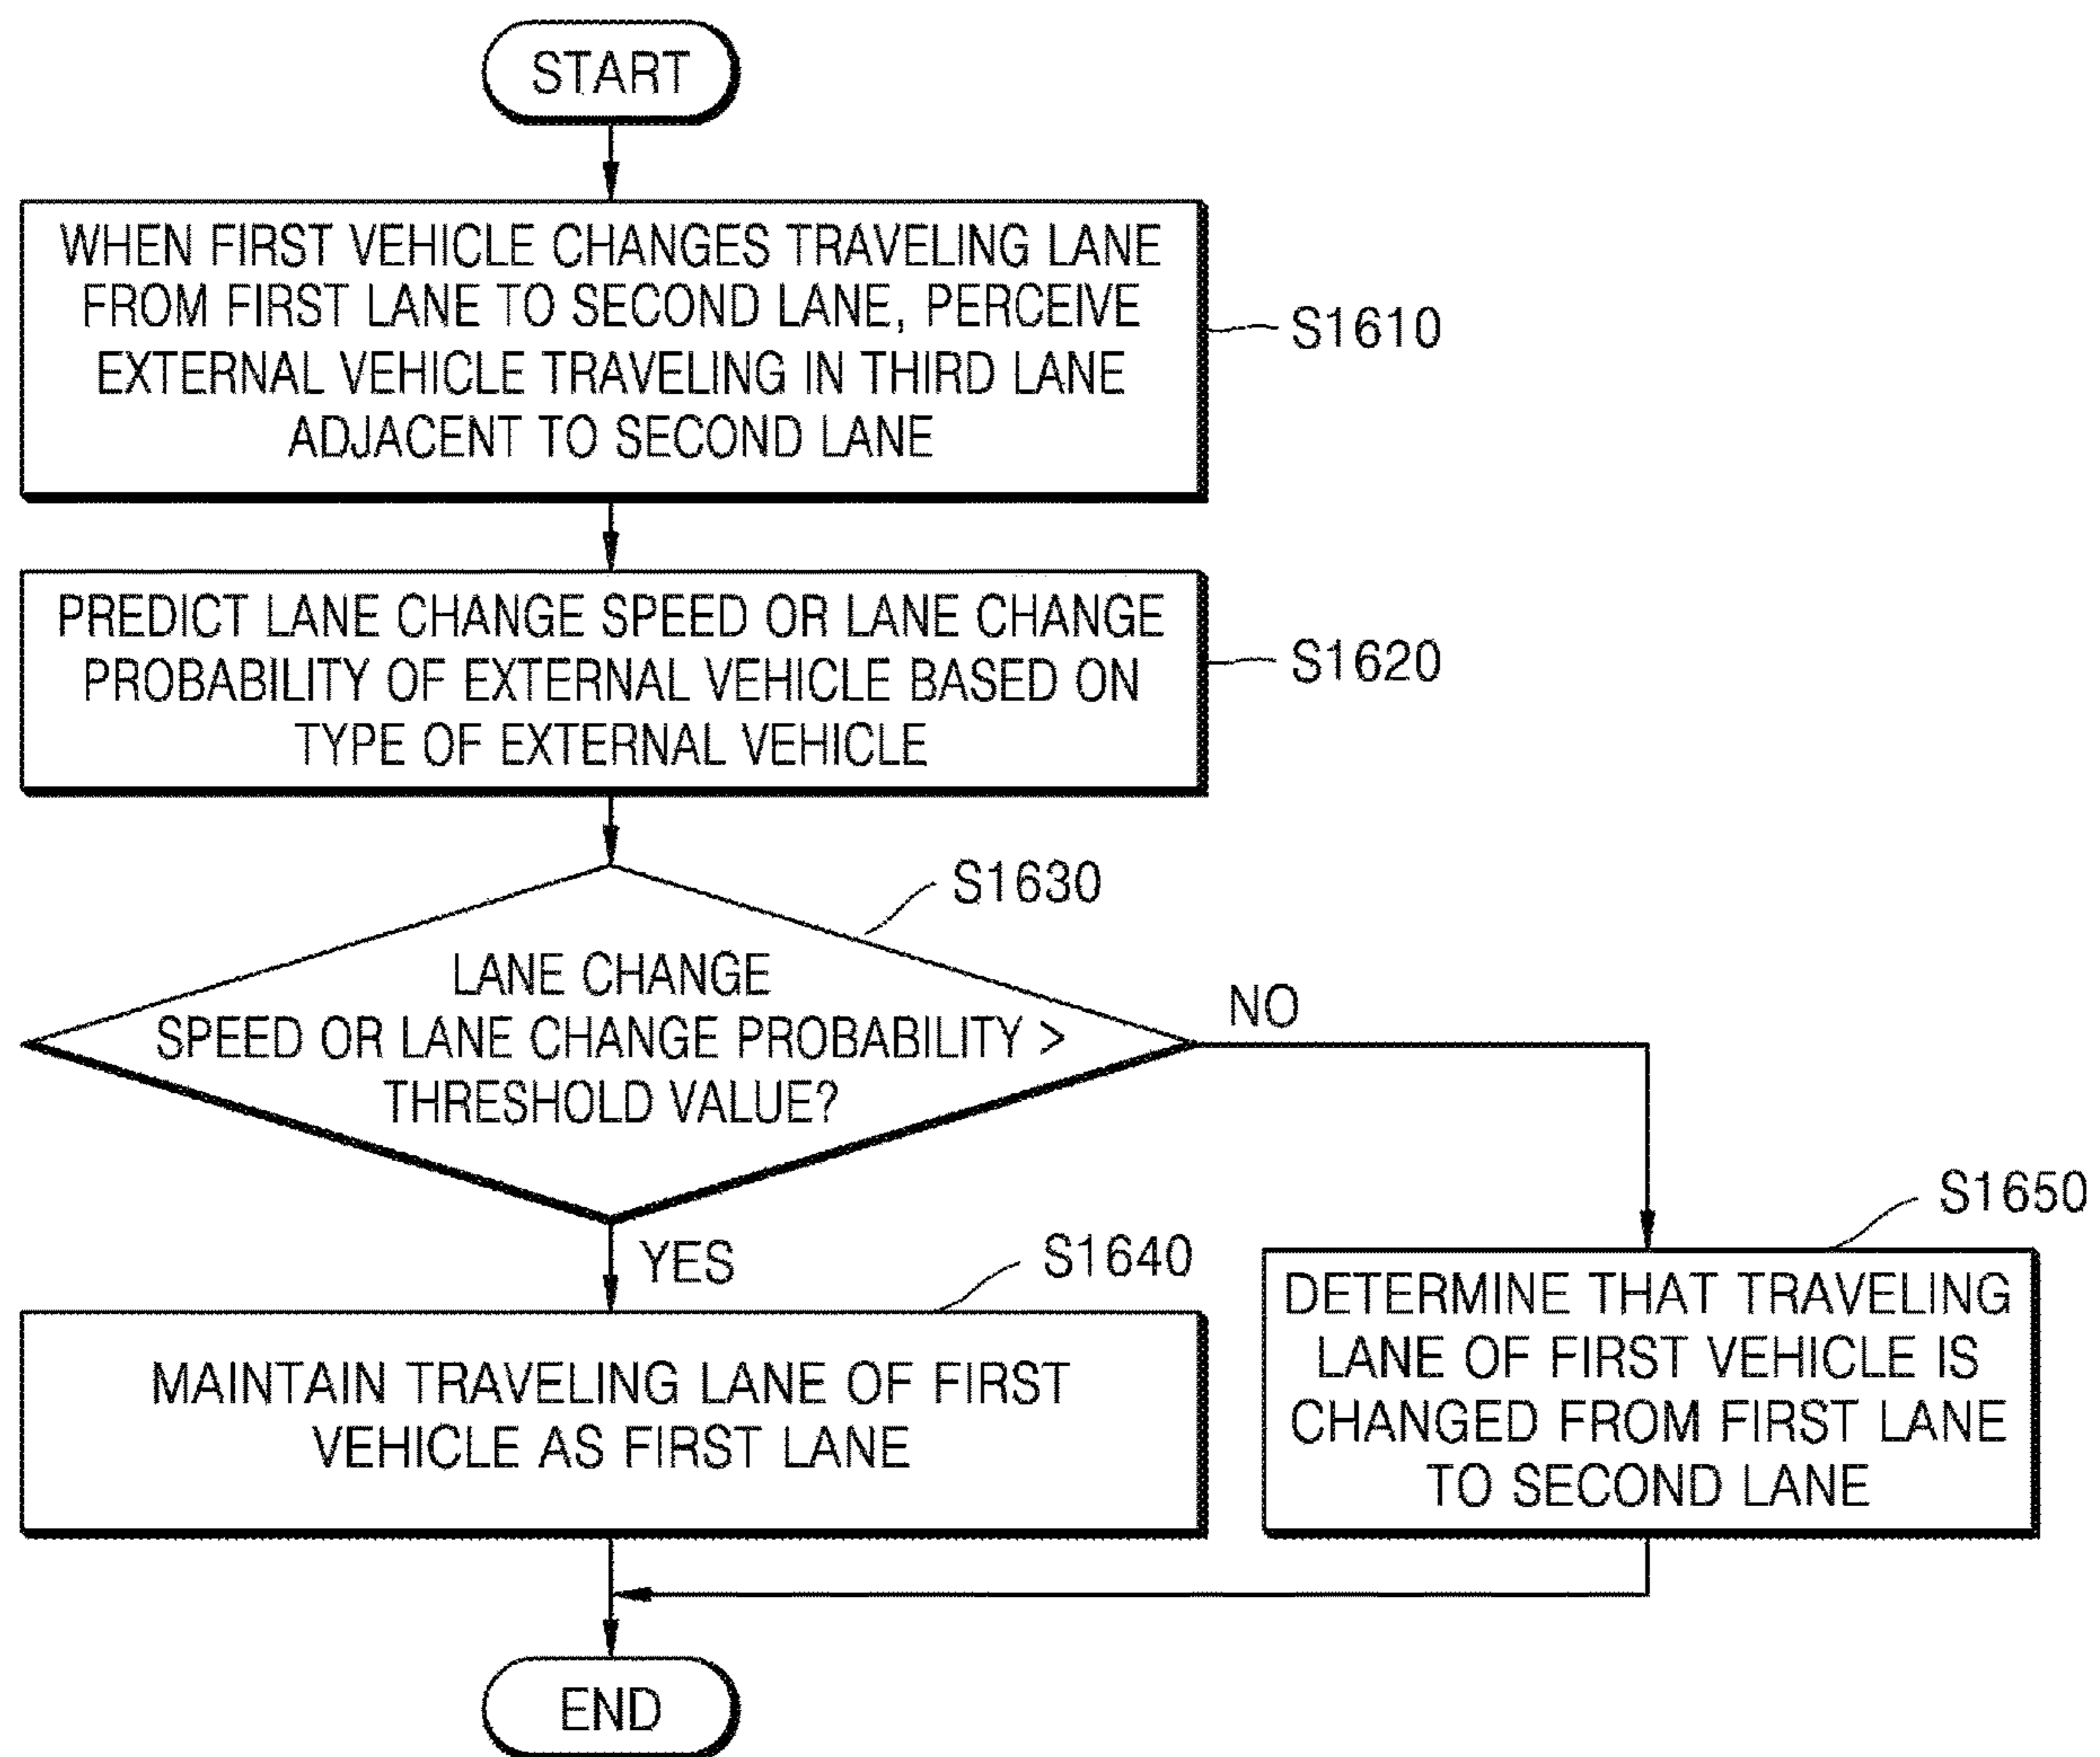 START
WHEN FIRST VEHICLE CHANGES TRAVELING LANE
FROM FIRST LANE TO SECOND LANE, PERCEIVE
EXTERNAL VEHICLE TRAVELING IN THIRD LANE
ADJACENT TO SECOND LANE
S1610
PREDICT LANE CHANGE SPEED OR LANE CHANGE
PROBABILITY OF EXTERNAL VEHICLE BASED ON
TYPE OF EXTERNAL VEHICLE
S1620
S1630
LANE CHANGE
SPEED OR LANE CHANGE PROBABILITY >
THRESHOLD VALUE?
NO
YES
S1640
MAINTAIN TRAVELING LANE OF FIRST
VEHICLE AS FIRST LANE
S1650
DETERMINE THAT TRAVELING
LANE OF FIRST VEHICLE IS
CHANGED FROM FIRST LANE
TO SECOND LANE
END